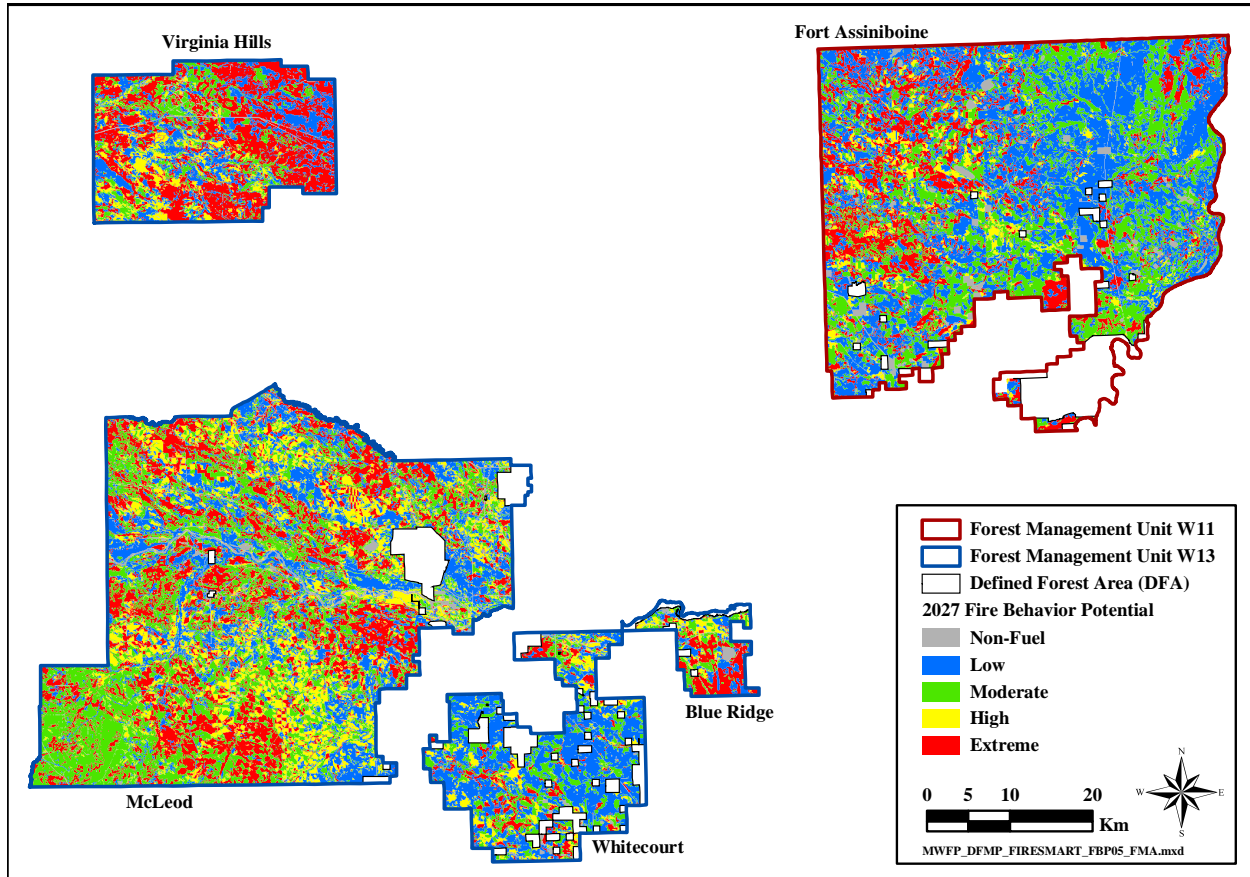 Virginia Hills
Fort Assiniboine
McLeod
Blue Ridge
Whitecourt
Forest Management Unit W11
Forest Management Unit W13
Defined Forest Area (DFA)
2027 Fire Behavior Potential
Non-Fuel
Low
Moderate
High
Extreme
N
W E
S
0 5 10 20
Km
MWFP_DFMP_FIRESMART_FBP05_FMA.mxd